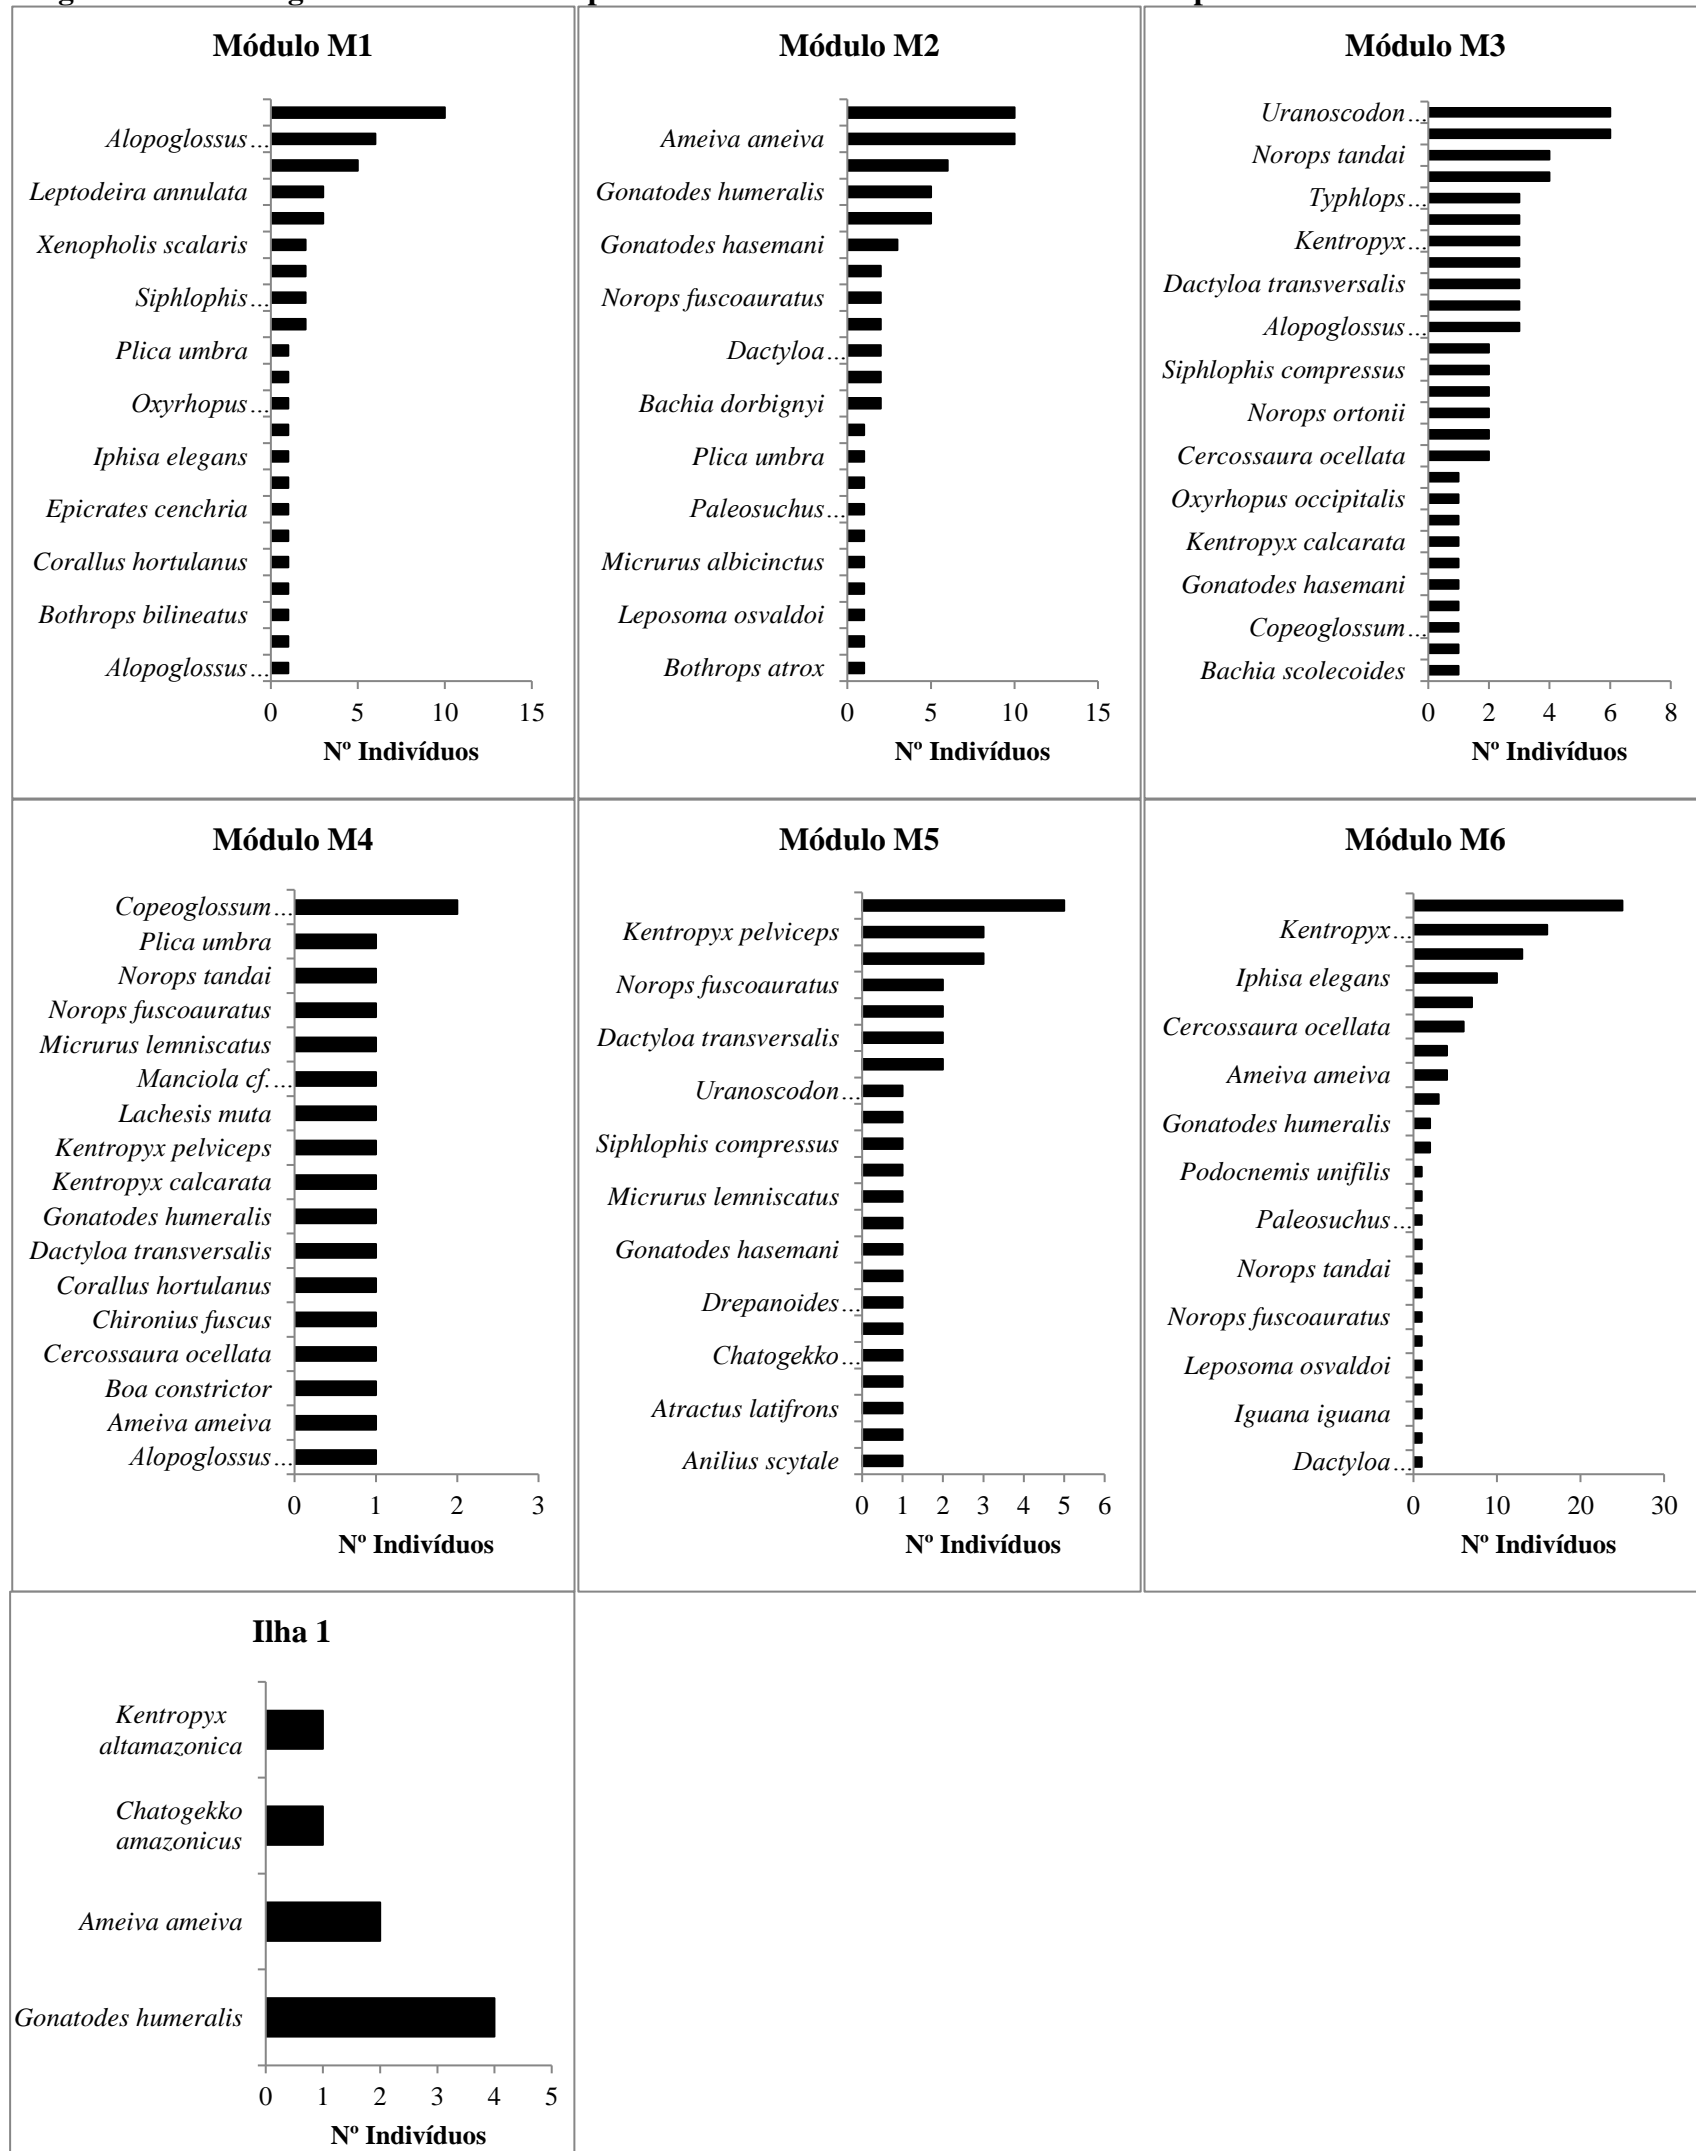 Módulo M1
Alopoglossus ...
Leptodeira annulata
Xenopholis scalaris
Siphlophis ...
Plica umbra
Oxyrhopus ...
Iphisa elegans
Epicrates cenchria
Corallus hortulanus
Bothrops bilineatus
Alopoglossus ...
0 5 10 15
Nº Indivíduos
Módulo M2
Ameiva ameiva
Gonatodes humeralis
Gonatodes hasemani
Norops fuscoauratus
Dactyloa ...
Bachia dorbignyi
Plica umbra
Paleosuchus ...
Micrurus albicinctus
Leposoma osvaldoi
Bothrops atrox
0 5 10 15
Nº Indivíduos
Módulo M3
Uranoscodon ...
Norops tandai
Typhlops ...
Kentropyx ...
Dactyloa transversalis
Alopoglossus ...
Siphlophis compressus
Norops ortonii
Cercossaura ocellata
Oxyrhopus occipitalis
Kentropyx calcarata
Gonatodes hasemani
Copeoglossum ...
Bachia scolecoides
0 2 4 6 8
Nº Indivíduos
Módulo M4
Copeoglossum ...
Plica umbra
Norops tandai
Norops fuscoauratus
Micrurus lemniscatus
Manciola cf. ...
Lachesis muta
Kentropyx pelviceps
Kentropyx calcarata
Gonatodes humeralis
Dactyloa transversalis
Corallus hortulanus
Chironius fuscus
Cercossaura ocellata
Boa constrictor
Ameiva ameiva
Alopoglossus ...
0 1 2 3
Nº Indivíduos
Módulo M5
Kentropyx pelviceps
Norops fuscoauratus
Dactyloa transversalis
Uranoscodon ...
Siphlophis compressus
Micrurus lemniscatus
Gonatodes hasemani
Drepanoides ...
Chatogekko ...
Atractus latifrons
Anilius scytale
0 1 2 3 4 5 6
Nº Indivíduos
Módulo M6
Kentropyx ...
Iphisa elegans
Cercossaura ocellata
Ameiva ameiva
Gonatodes humeralis
Podocnemis unifilis
Paleosuchus ...
Norops tandai
Norops fuscoauratus
Leposoma osvaldoi
Iguana iguana
Dactyloa ...
0 10 20 30
Nº Indivíduos
Ilha 1
Kentropyx
altamazonica
Chatogekko
amazonicus
Ameiva ameiva
Gonatodes humeralis
0 1 2 3 4 5
Nº Indivíduos